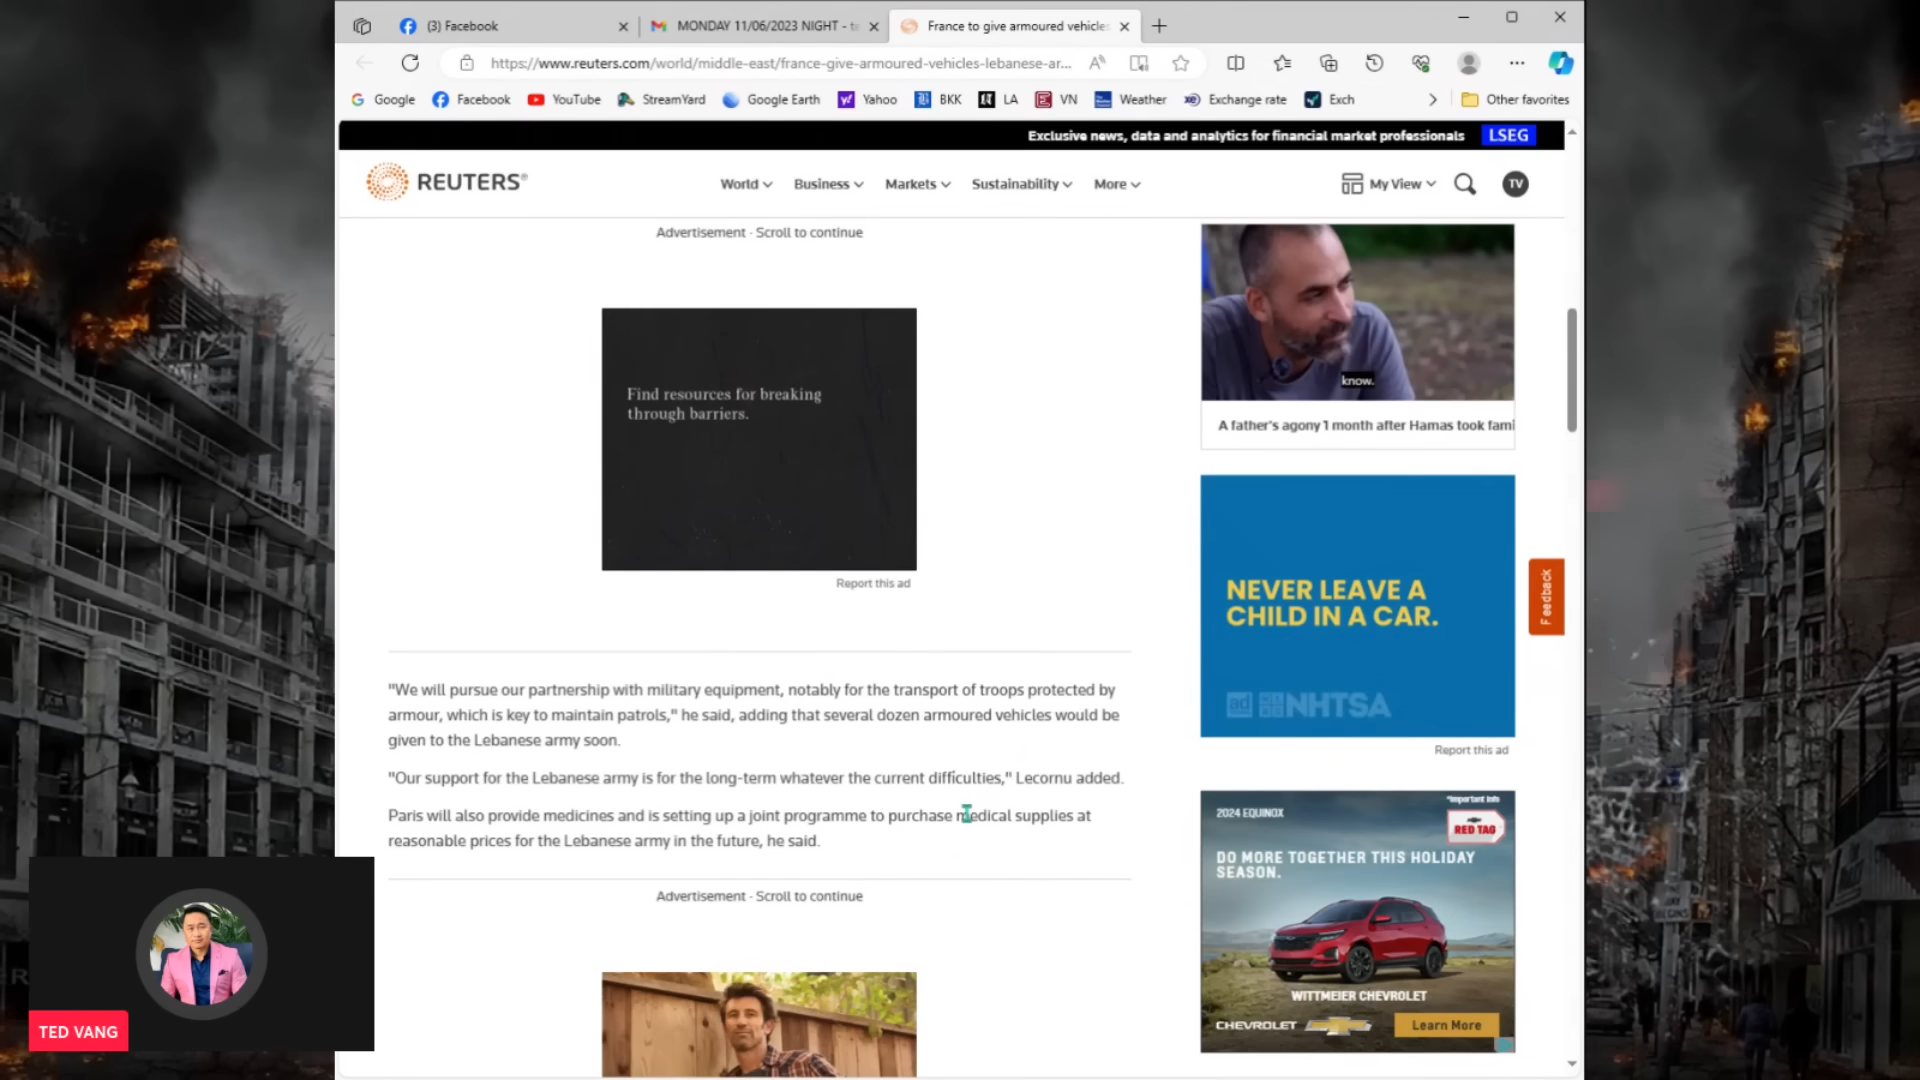 (3) Facebook
MONDAY 11/06/2023 NIGHT - te
France to give armoured vehicles
https://www.reuters.com/world/middle-east/france-give-armoured-vehicles-lebanese-ar...
Google
Facebook
YouTube
StreamYard
Google Earth
Yahoo
BKK
LA
VN
Weather
Exchange rate
Exch
Other favorites
Exclusive news, data and analytics for financial market professionals LSEG
REUTERS®
World
Business
Markets
Sustainability
More
My View
TV
Advertisement · Scroll to continue
Find resources for breaking
through barriers.
Report this ad
"We will pursue our partnership with military equipment, notably for the transport of troops protected by
armour, which is key to maintain patrols," he said, adding that several dozen armoured vehicles would be
given to the Lebanese army soon.
"Our support for the Lebanese army is for the long-term whatever the current difficulties," Lecornu added.
Paris will also provide medicines and is setting up a joint programme to purchase medical supplies at
reasonable prices for the Lebanese army in the future, he said.
Advertisement · Scroll to continue
know.
A father's agony 1 month after Hamas took fami
NEVER LEAVE A
CHILD IN A CAR.
ad
NHTSA
Report this ad
Feedback
2024 EQUINOX
*Important Info
RED TAG
DO MORE TOGETHER THIS HOLIDAY
SEASON.
WITTMEIER CHEVROLET
CHEVROLET
Learn More
TED VANG